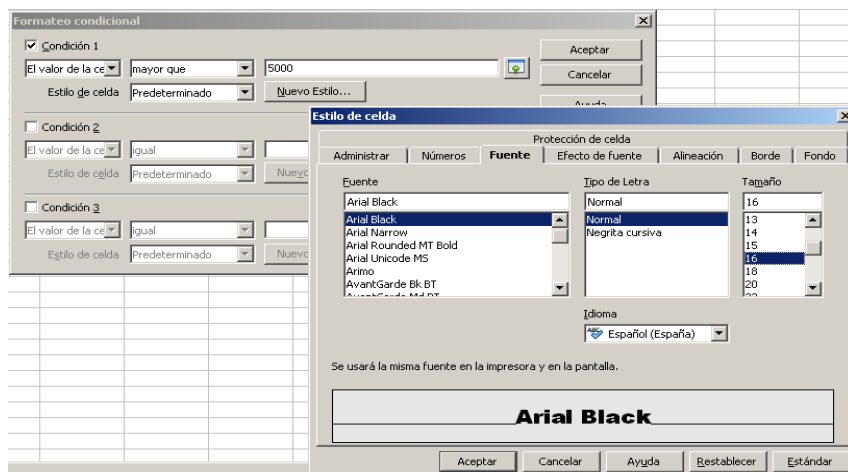 Formateo condicional
Condición 1
El valor de la ce mayor que 5000
Aceptar
Cancelar
Estilo de celda Predeterminado Nuevo Estilo...
Ayuda
Condición 2
El valor de la ce igual
Estilo de celda Predeterminado Nuevo
Condición 3
El valor de la ce igual
Estilo de celda Predeterminado Nuevo
Estilo de celda
Protección de celda
Administrar Números Fuente Efecto de fuente Alineación Borde Fondo
Fuente Tipo de Letra Tamaño
Arial Black Normal 16
Arial Black Normal 13
Arial Narrow Negrita cursiva 14
Arial Rounded MT Bold 15
Arial Unicode MS 16
Arimo 18
AvantGarde Bk BT 20
AvantGarde Md BT 22
Idioma
Español (España)
Se usará la misma fuente en la impresora y en la pantalla.
Arial Black
Aceptar Cancelar Ayuda Restablecer Estándar